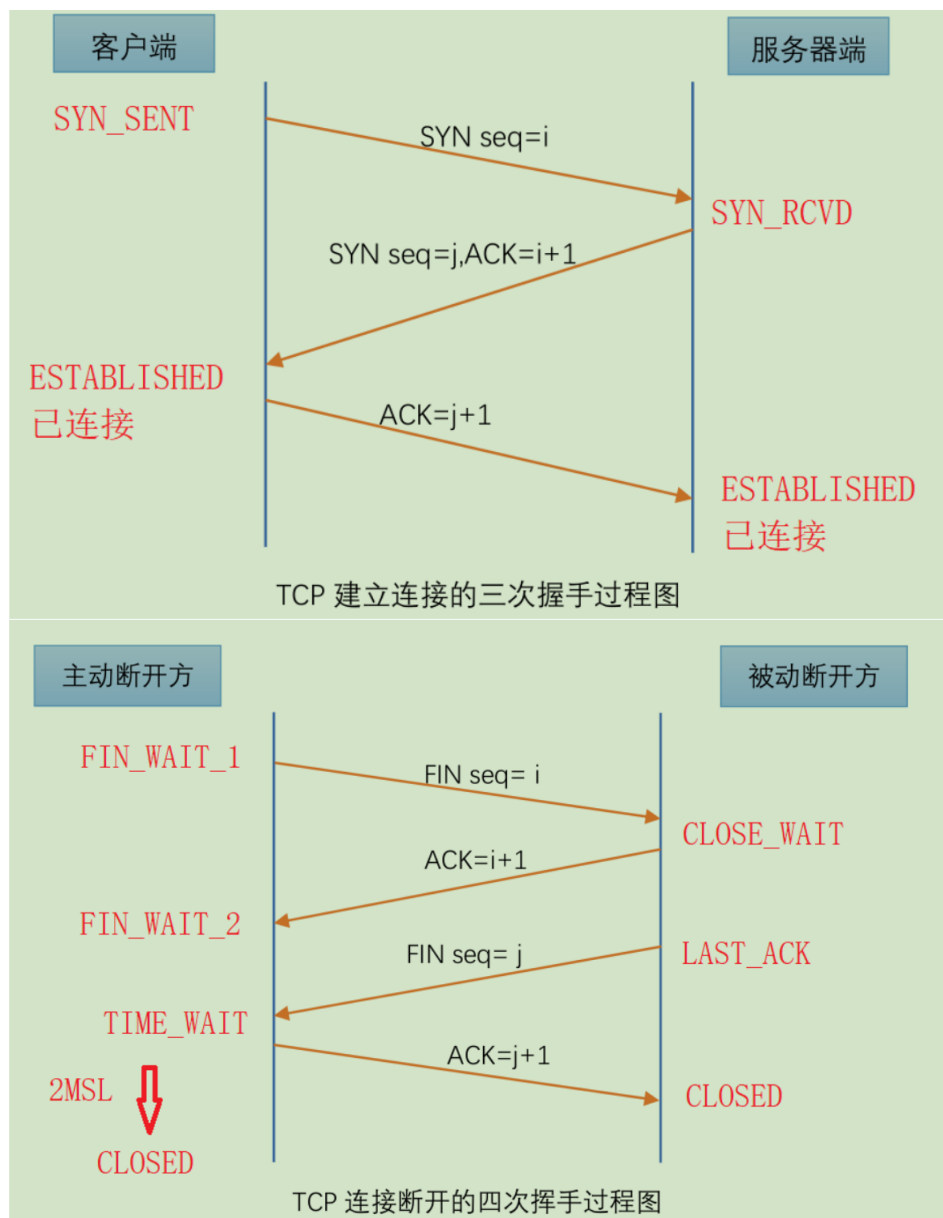 客户端
服务器端
SYN_SENT
SYN seq=i
SYN_RCVD
SYN seq=j,ACK=i+1
ESTABLISHED
已连接
ACK=j+1
ESTABLISHED
已连接
TCP 建立连接的三次握手过程图
主动断开方
被动断开方
FIN_WAIT_1
FIN seq= i
CLOSE_WAIT
ACK=i+1
FIN_WAIT_2
FIN seq= j
LAST_ACK
TIME_WAIT
ACK=j+1
2MSL
CLOSED
CLOSED
TCP 连接断开的四次挥手过程图